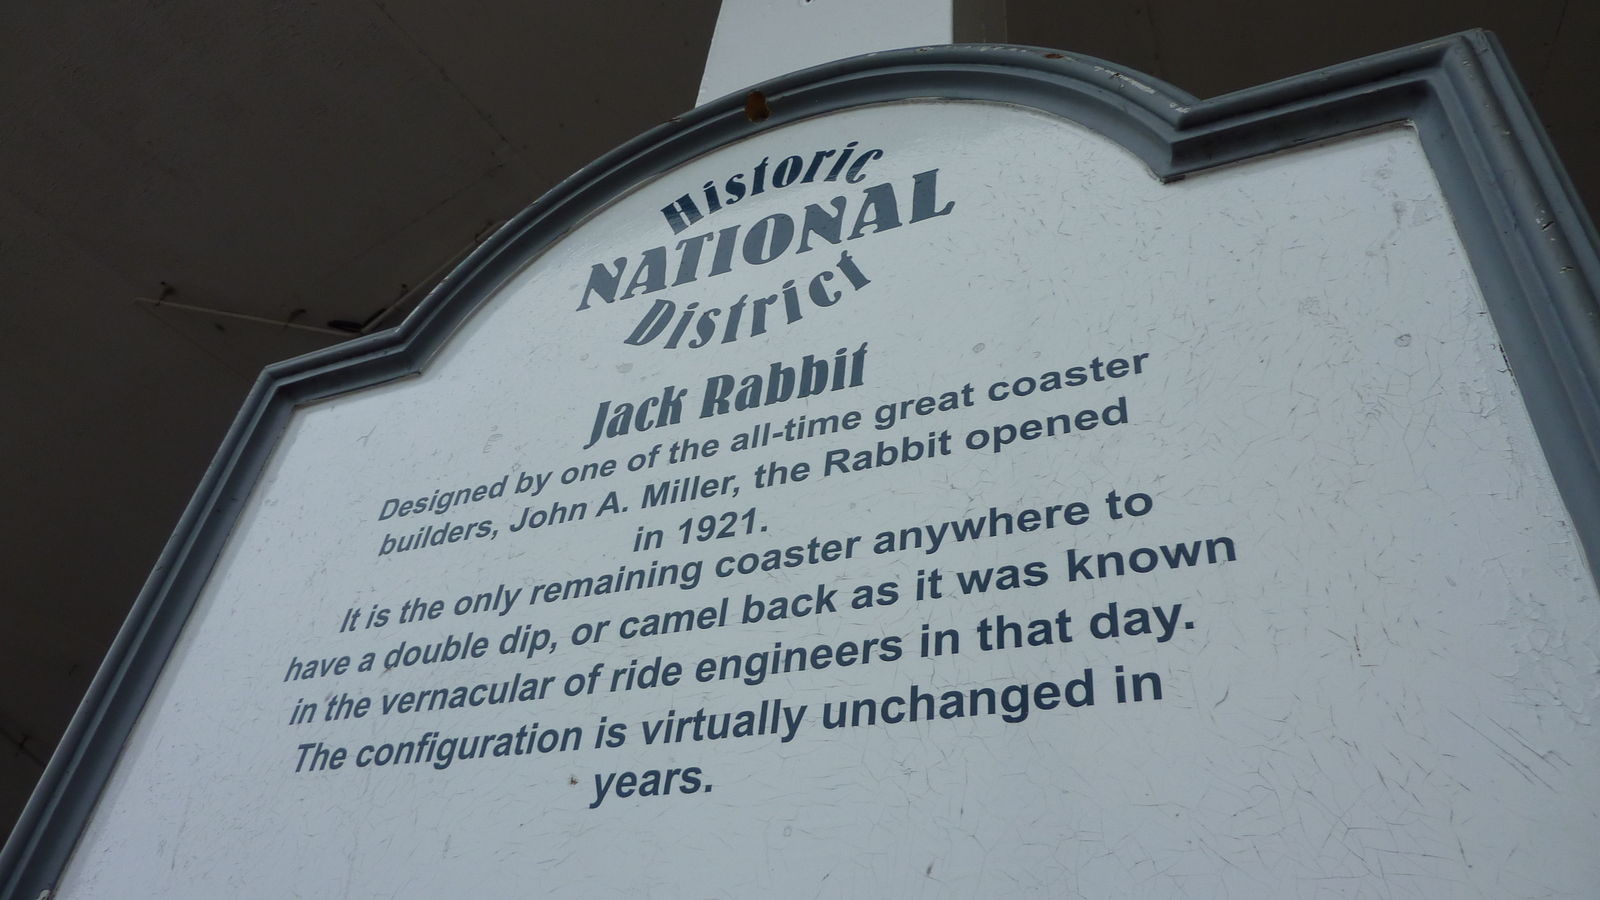 Historic
NATIONAL
District
Jack Rabbit
Designed by one of the all-time great coaster
builders, John A. Miller, the Rabbit opened
in 1921.
It is the only remaining coaster anywhere to
have a double dip, or camel back as it was known
in the vernacular of ride engineers in that day.
The configuration is virtually unchanged in
years.